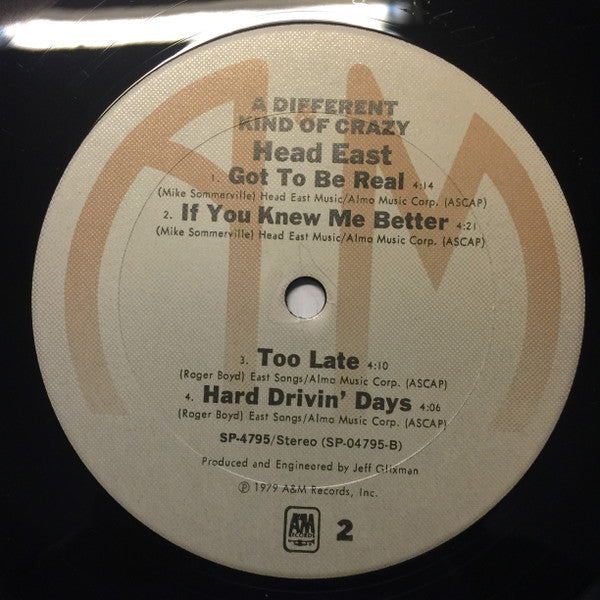 A DIFFERENT
KIND OF CRAZY
Head East
1. Got To Be Real 4:14
(Mike Sommerville) Head East Music/Almo Music Corp. (ASCAP)
2. If You Knew Me Better 4:21
(Mike Sommerville) Head East Music/Almo Music Corp. (ASCAP)
3. Too Late 4:10
(Roger Boyd) East Songs/Almo Music Corp. (ASCAP)
4. Hard Drivin' Days 4:06
(Roger Boyd) East Songs/Almo Music Corp. (ASCAP)
SP-4795/Stereo (SP-04795-B)
Produced and Engineered by Jeff Glixman
℗ 1979 A&M Records, Inc.
A&M
RECORDS
2